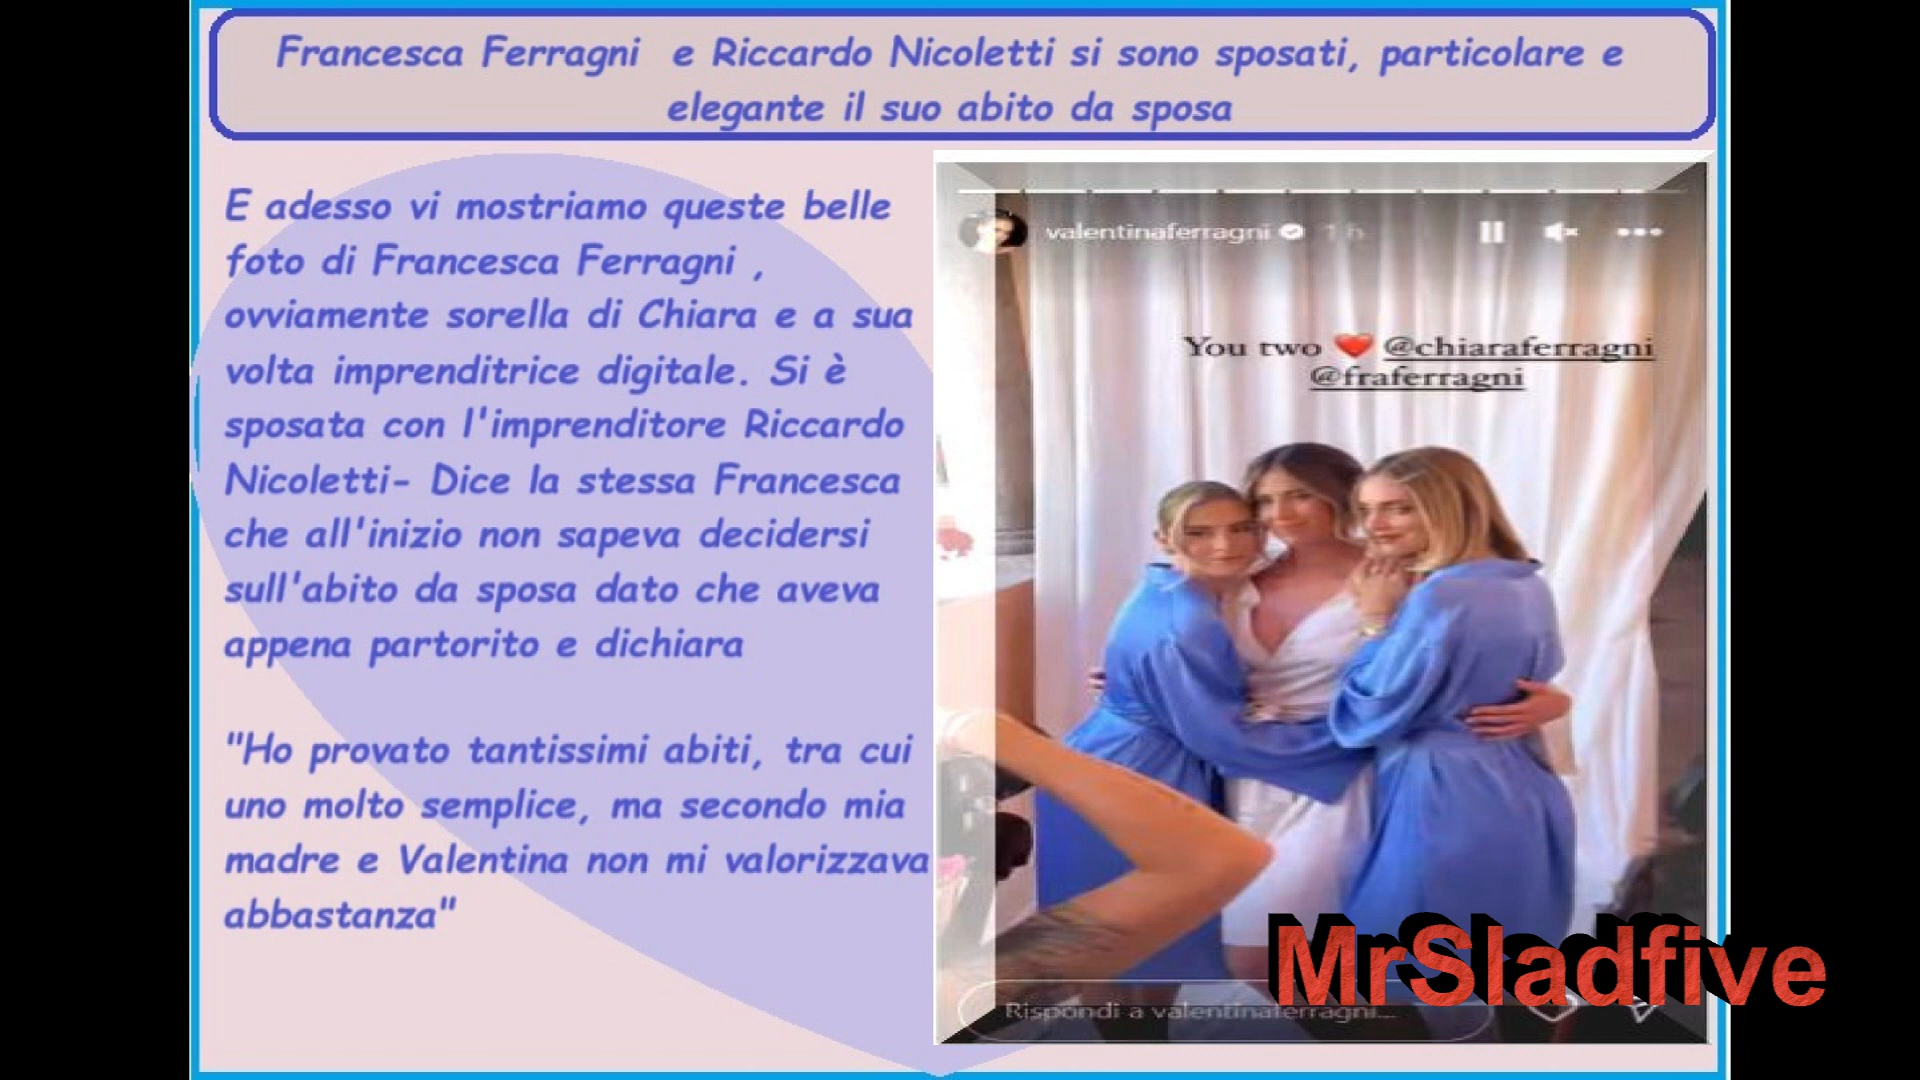 Francesca Ferragni e Riccardo Nicoletti si sono sposati, particolare e
elegante il suo abito da sposa
E adesso vi mostriamo queste belle
foto di Francesca Ferragni ,
ovviamente sorella di Chiara e a sua
volta imprenditrice digitale. Si è
sposata con l'imprenditore Riccardo
Nicoletti- Dice la stessa Francesca
che all'inizio non sapeva decidersi
sull'abito da sposa dato che aveva
appena partorito e dichiara
"Ho provato tantissimi abiti, tra cui
uno molto semplice, ma secondo mia
madre e Valentina non mi valorizzava
abbastanza"
valentinaferragni 1 h
You two ❤️ @chiaraferragni
@fraferragni
Rispondi a valentinaferragni...
MrSladfive